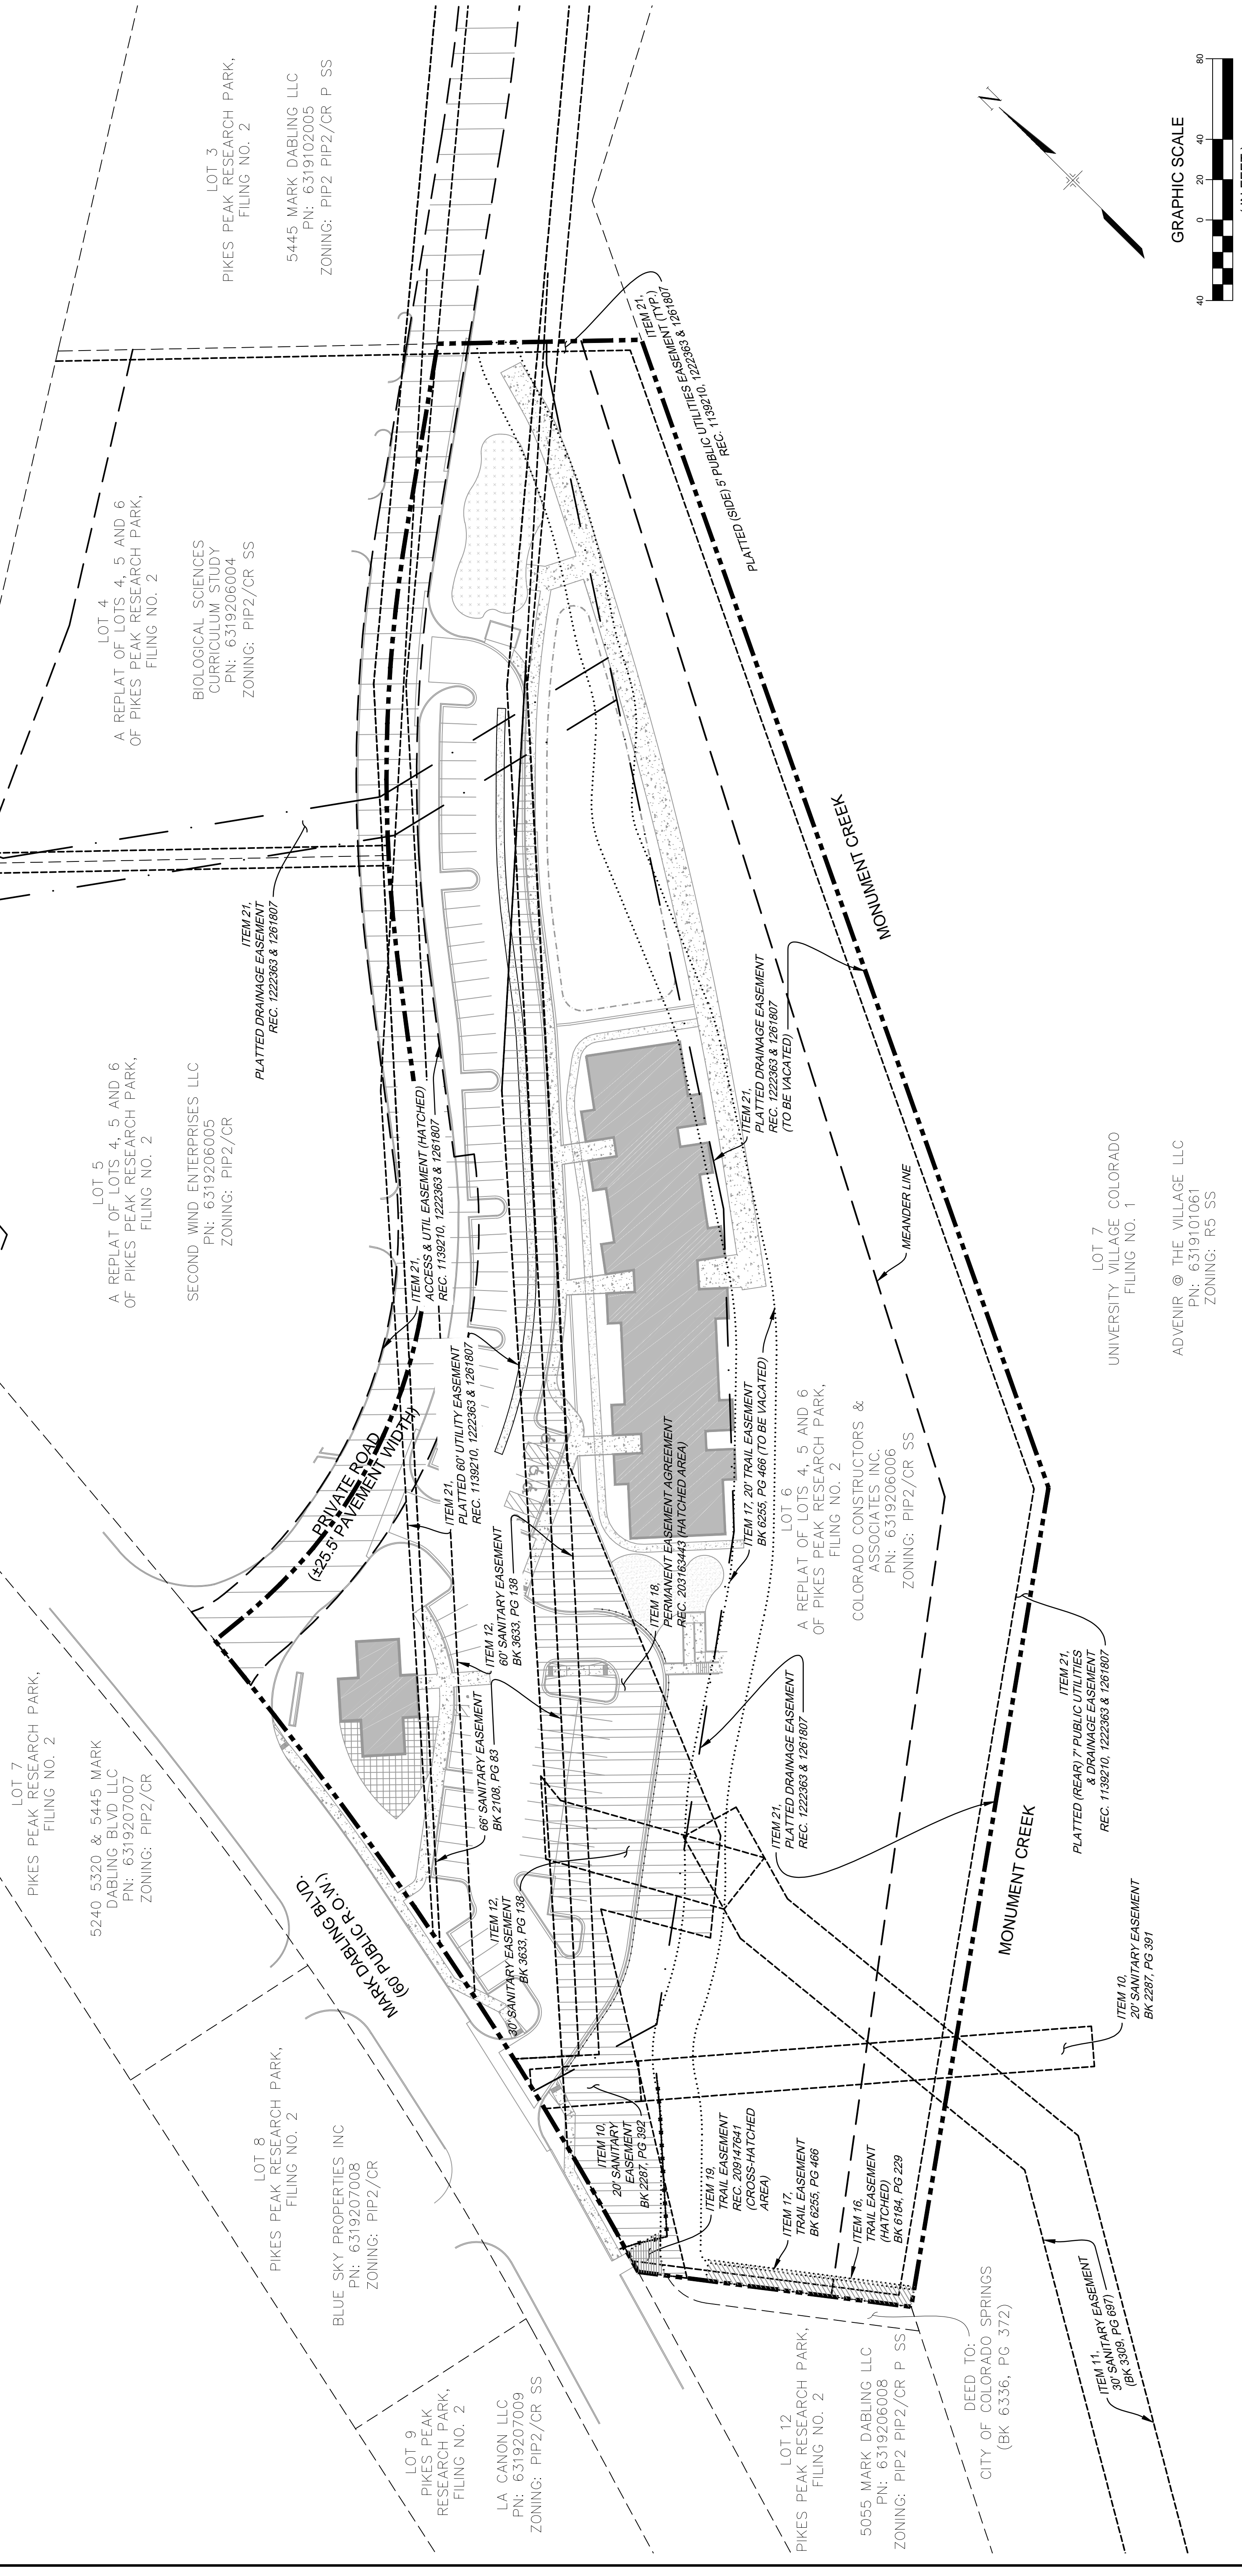 LOT 3
PIKES PEAK RESEARCH PARK,
FILING NO. 2
5445 MARK DABLING LLC
PN: 6319102005
ZONING: PIP2 PIP2/CR P SS
LOT 4
A REPLAT OF LOTS 4, 5 AND 6
OF PIKES PEAK RESEARCH PARK,
FILING NO. 2
BIOLOGICAL SCIENCES
CURRICULUM STUDY
PN: 6319206004
ZONING: PIP2/CR SS
ITEM 21,
PLATTED DRAINAGE EASEMENT
REC. 1222363 & 1261807
LOT 5
A REPLAT OF LOTS 4, 5 AND 6
OF PIKES PEAK RESEARCH PARK,
FILING NO. 2
SECOND WIND ENTERPRISES LLC
PN: 6319206005
ZONING: PIP2/CR
LOT 7
PIKES PEAK RESEARCH PARK,
FILING NO. 2
5240 5320 & 5445 MARK
DABLING BLVD LLC
PN: 6319207007
ZONING: PIP2/CR
LOT 8
PIKES PEAK RESEARCH PARK,
FILING NO. 2
BLUE SKY PROPERTIES INC
PN: 6319207008
ZONING: PIP2/CR
LOT 9
PIKES PEAK
RESEARCH PARK,
FILING NO. 2
LA CANON LLC
PN: 6319207009
ZONING: PIP2/CR SS
MARK DABLING BLVD.
(60' PUBLIC R.O.W.)
PRIVATE ROAD
(±25.5' PAVEMENT WIDTH)
ITEM 21,
ACCESS & UTIL EASEMENT (HATCHED)
REC. 1139210, 1222363 & 1261807
ITEM 21,
PLATTED 60' UTILITY EASEMENT
REC. 1139210, 1222363 & 1261807
ITEM 12,
60' SANITARY EASEMENT
BK 3633, PG 138
66' SANITARY EASEMENT
BK 2108, PG 83
ITEM 12,
30' SANITARY EASEMENT
BK 3633, PG 138
ITEM 18,
PERMANENT EASEMENT AGREEMENT
REC. 203163443 (HATCHED AREA)
ITEM 17, 20' TRAIL EASEMENT
BK 6255, PG 466 (TO BE VACATED)
ITEM 21,
PLATTED DRAINAGE EASEMENT
REC. 1222363 & 1261807
(TO BE VACATED)
ITEM 21,
PLATTED (SIDE) 5' PUBLIC UTILITIES EASEMENT (TYP.)
REC. 1139210, 1222363 & 1261807
MONUMENT CREEK
MEANDER LINE
LOT 6
A REPLAT OF LOTS 4, 5 AND 6
OF PIKES PEAK RESEARCH PARK,
FILING NO. 2
COLORADO CONSTRUCTORS &
ASSOCIATES INC.
PN: 6319206006
ZONING: PIP2/CR SS
ITEM 21,
PLATTED DRAINAGE EASEMENT
REC. 1222363 & 1261807
ITEM 21,
PLATTED (REAR) 7' PUBLIC UTILITIES
& DRAINAGE EASEMENT
REC. 1139210, 1222363 & 1261807
MONUMENT CREEK
ITEM 10,
20' SANITARY EASEMENT
BK 2287, PG 391
ITEM 10,
20' SANITARY
EASEMENT
BK 2287, PG 392
ITEM 19,
TRAIL EASEMENT
REC. 209147641
(CROSS-HATCHED
AREA)
ITEM 17,
TRAIL EASEMENT
BK 6255, PG 466
ITEM 16,
TRAIL EASEMENT
(HATCHED)
BK 6184, PG 229
ITEM 11,
30' SANITARY EASEMENT
(BK 3309, PG 697)
LOT 12
PIKES PEAK RESEARCH PARK,
FILING NO. 2
5055 MARK DABLING LLC
PN: 6319206008
ZONING: PIP2 PIP2/CR P SS
DEED TO:
CITY OF COLORADO SPRINGS
(BK 6336, PG 372)
LOT 7
UNIVERSITY VILLAGE COLORADO
FILING NO. 1
ADVENIR @ THE VILLAGE LLC
PN: 6319101061
ZONING: R5 SS
N
GRAPHIC SCALE
40 0 20 40 80